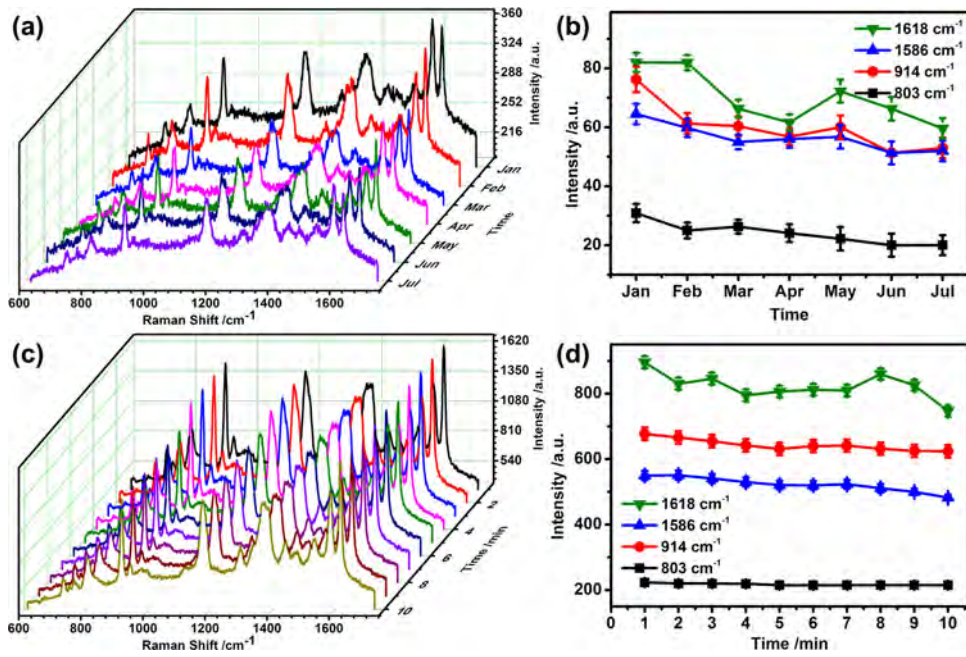 (a)
360
324
288
252
216
Intensity /a.u.
Jan
Feb
Mar
Apr
May
Jun
Jul
Time
600 800 1000 1200 1400 1600
Raman Shift /cm⁻¹
(b)
1618 cm⁻¹
1586 cm⁻¹
914 cm⁻¹
803 cm⁻¹
80
60
40
20
Intensity /a.u.
Jan Feb Mar Apr May Jun Jul
Time
(c)
1620
1350
1080
810
540
Intensity /a.u.
2
4
6
8
10
Time /min
600 800 1000 1200 1400 1600
Raman Shift /cm⁻¹
(d)
800
600
400
200
Intensity /a.u.
1618 cm⁻¹
1586 cm⁻¹
914 cm⁻¹
803 cm⁻¹
0 1 2 3 4 5 6 7 8 9 10
Time /min